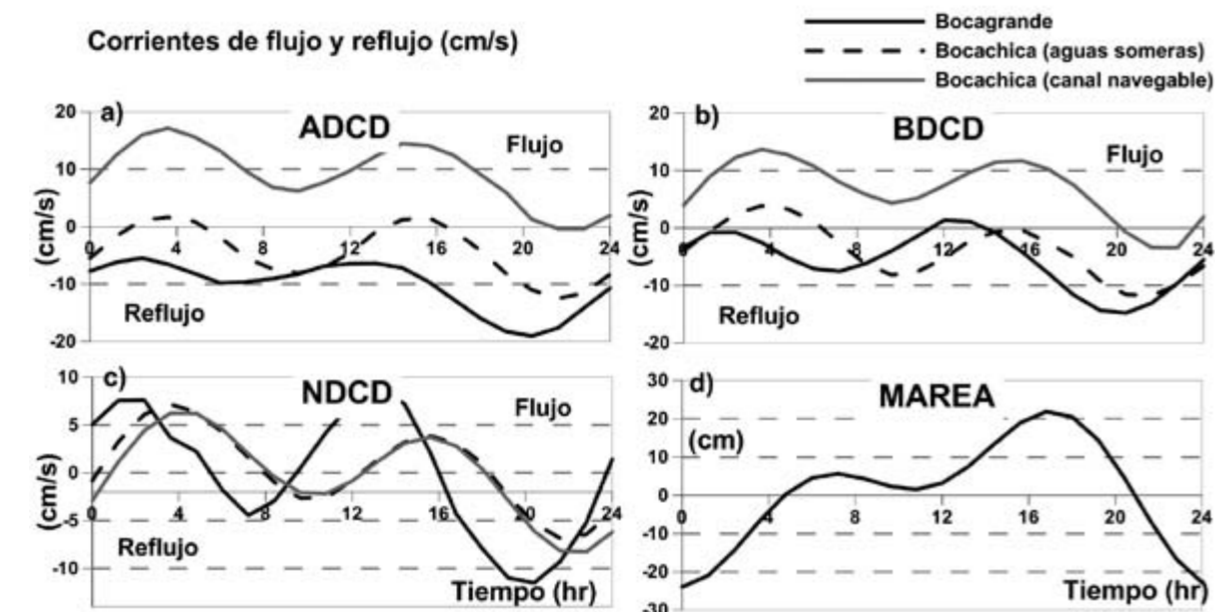 Corrientes de flujo y reflujo (cm/s)
Bocagrande
Bocachica (aguas someras)
Bocachica (canal navegable)
a)
ADCD
Flujo
Reflujo
(cm/s)
20
10
0
-10
-20
0 4 8 12 16 20 24
b)
BDCD
Flujo
Reflujo
(cm/s)
20
10
0
-10
-20
0 4 8 12 16 20 24
c)
NDCD
Flujo
Reflujo
(cm/s)
10
5
0
-5
-10
0 4 8 12 16 20 24
Tiempo (hr)
d)
MAREA
(cm)
30
20
10
0
-10
-20
-30
0 4 8 12 16 20 24
Tiempo (hr)